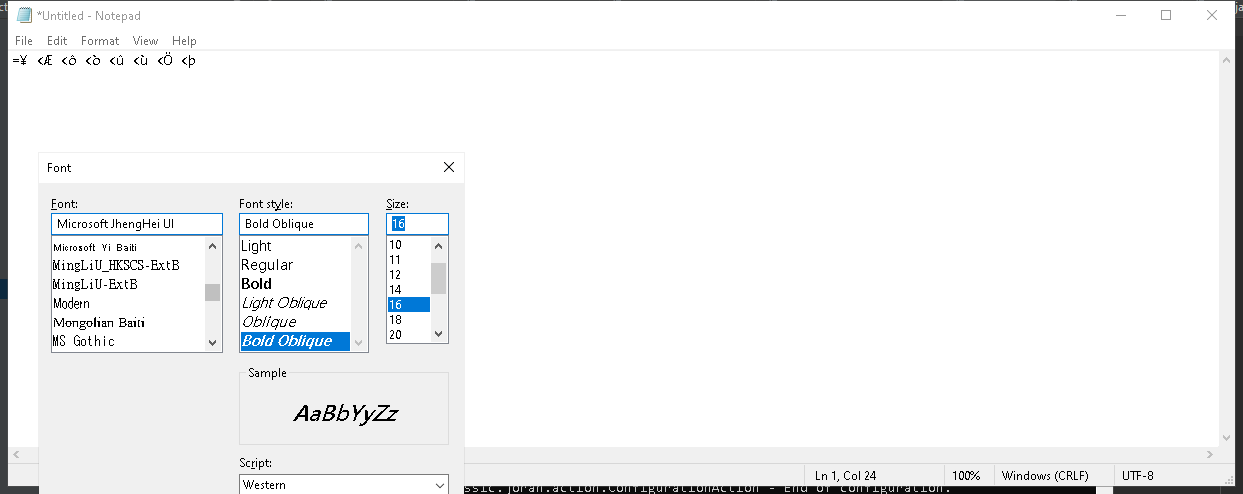 *Untitled - Notepad
File Edit Format View Help
=¥ <Æ <ô <ò <û <ù <Ö <þ
Font
Font: Font style: Size:
Microsoft JhengHei UI Bold Oblique 16
Microsoft Yi Baiti Light 10
MingLiU_HKSCS-ExtB Regular 11
MingLiU-ExtB Bold 12
Modern Light Oblique 14
Mongolian Baiti Oblique 16
MS Gothic Bold Oblique 18
20
Sample
AaBbYyZz
Script:
Western
Ln 1, Col 24 100% Windows (CRLF) UTF-8
ssic.joran.action.ConfigurationAction - End of configuration.